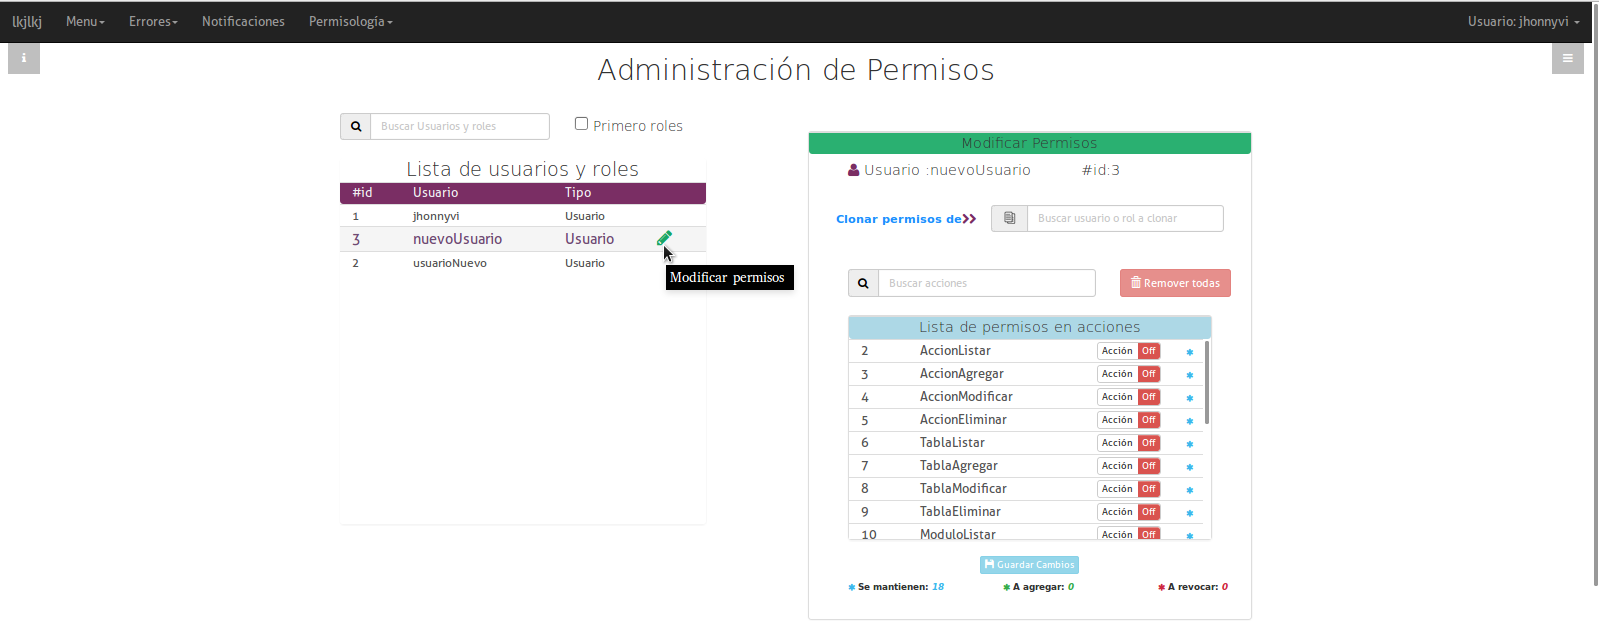 lkjlkj Menu Errores Notificaciones Permisología Usuario: jhonnyvi
Administración de Permisos
Buscar Usuarios y roles Primero roles
Lista de usuarios y roles
#id Usuario Tipo
1 jhonnyvi Usuario
3 nuevoUsuario Usuario
2 usuarioNuevo Usuario
Modificar permisos
Modificar Permisos
Usuario :nuevoUsuario #id:3
Clonar permisos de Buscar usuario o rol a clonar
Buscar acciones Remover todas
Lista de permisos en acciones
2 AccionListar Acción Off
3 AccionAgregar Acción Off
4 AccionModificar Acción Off
5 AccionEliminar Acción Off
6 TablaListar Acción Off
7 TablaAgregar Acción Off
8 TablaModificar Acción Off
9 TablaEliminar Acción Off
10 ModuloListar Acción Off
Guardar Cambios
Se mantienen: 18 A agregar: 0 A revocar: 0